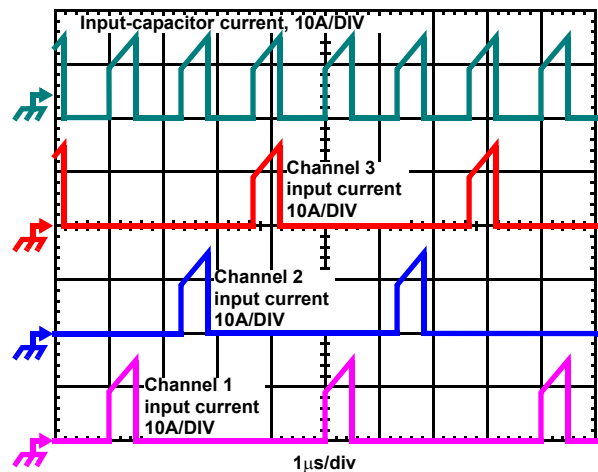 Input-capacitor current, 10A/DIV
Channel 3
input current
10A/DIV
Channel 2
input current
10A/DIV
Channel 1
input current
10A/DIV
1μs/div